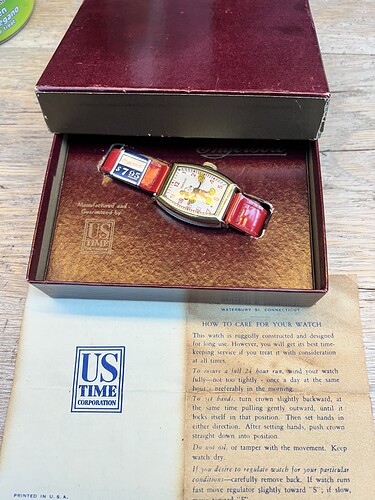 Ingersoll
$7.95
Manufactured and
Guaranteed by
US
TIME
US
TIME
CORPORATION
PRINTED IN U.S.A.
WATERBURY 91, CONNECTICUT
HOW TO CARE FOR YOUR WATCH
This watch is ruggedly constructed and designed
for long use. However, you will get its best time-
keeping service if you treat it with consideration
at all times.
To insure a full 24 hour run, wind your watch
fully—not too tightly - once a day at the same
hour, preferably in the morning.
To set hands, turn crown slightly backward, at
the same time pulling gently outward, until it
locks itself in that position. Then set hands in
either direction. After setting hands, push crown
straight down into position.
Do not oil, or tamper with the movement. Keep
watch dry.
If you desire to regulate watch for your particular
conditions—carefully remove back. If watch runs
fast move regulator slightly toward "S"; if slow,